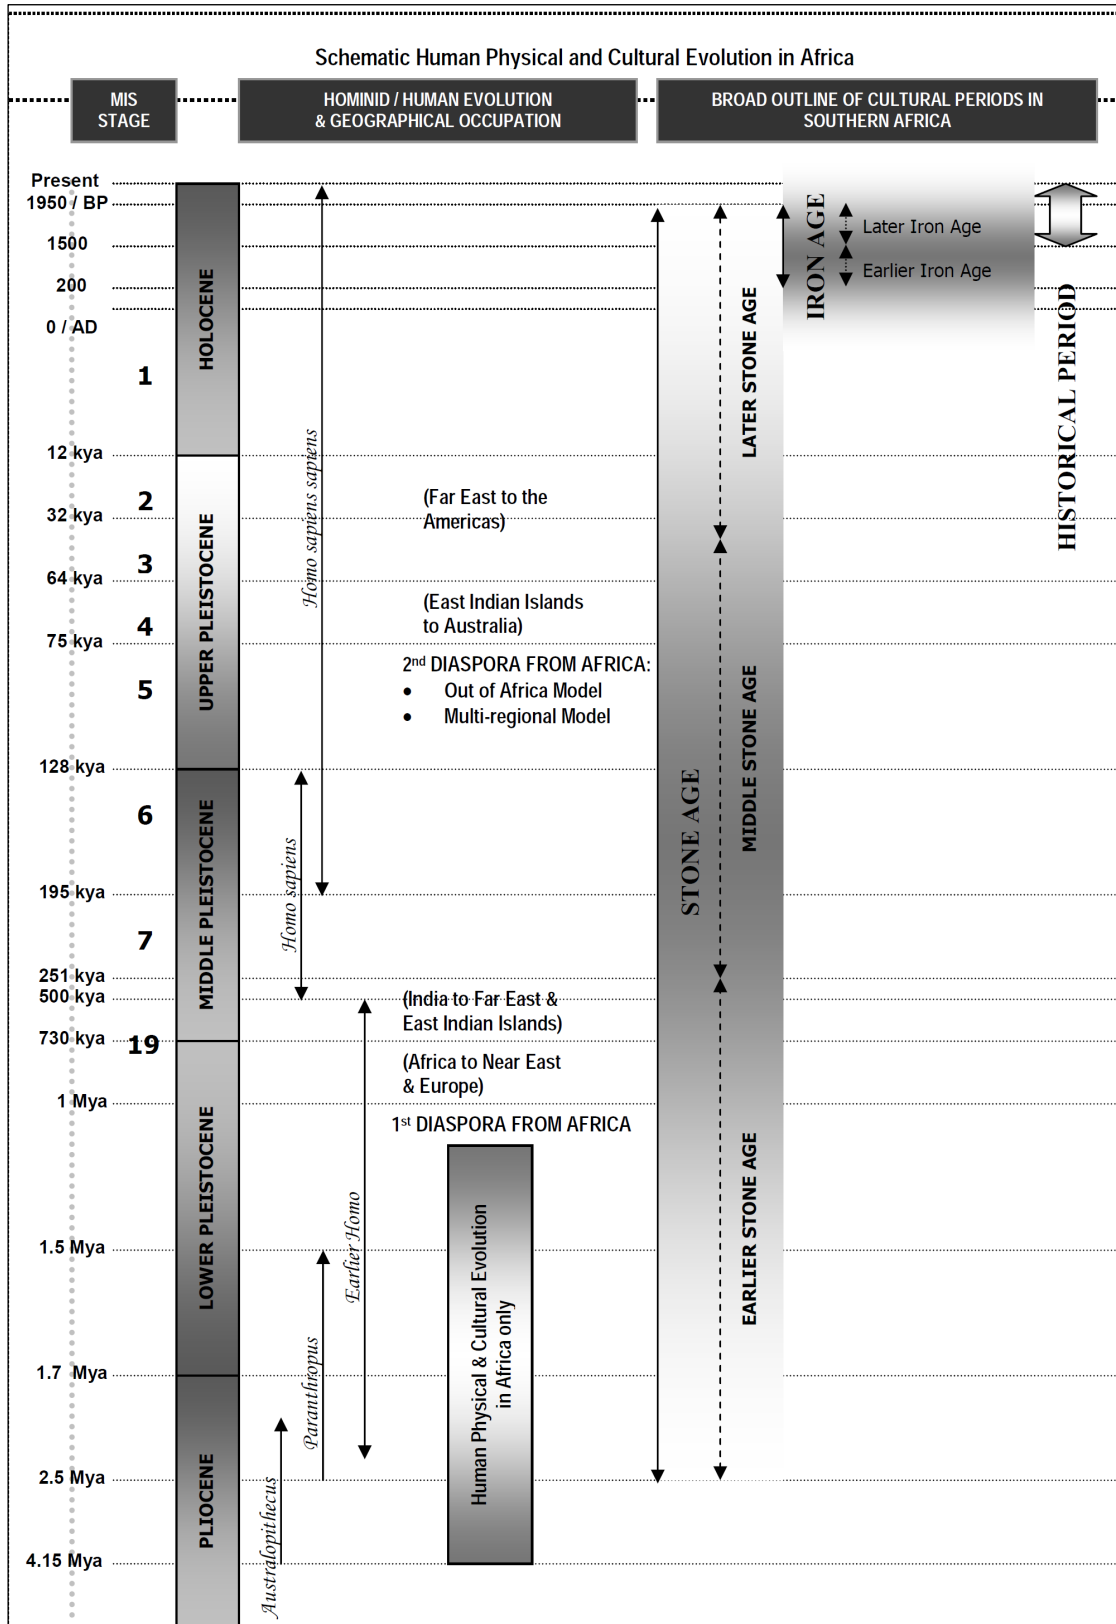 Schematic Human Physical and Cultural Evolution in Africa
MIS
STAGE
HOMINID / HUMAN EVOLUTION
& GEOGRAPHICAL OCCUPATION
BROAD OUTLINE OF CULTURAL PERIODS IN
SOUTHERN AFRICA
Present
1950 / BP
1500
200
0 / AD
12 kya
32 kya
64 kya
75 kya
128 kya
195 kya
251 kya
500 kya
730 kya
1 Mya
1.5 Mya
1.7 Mya
2.5 Mya
4.15 Mya
1
2
3
4
5
6
7
19
HOLOCENE
UPPER PLEISTOCENE
MIDDLE PLEISTOCENE
LOWER PLEISTOCENE
PLIOCENE
Homo sapiens sapiens
Homo sapiens
Earlier Homo
Paranthropus
Australopithecus
(Far East to the
Americas)
(East Indian Islands
to Australia)
2nd DIASPORA FROM AFRICA:
• Out of Africa Model
• Multi-regional Model
(India to Far East &
East Indian Islands)
(Africa to Near East
& Europe)
1st DIASPORA FROM AFRICA
Human Physical & Cultural Evolution
in Africa only
STONE AGE
LATER STONE AGE
MIDDLE STONE AGE
EARLIER STONE AGE
IRON AGE
Later Iron Age
Earlier Iron Age
HISTORICAL PERIOD